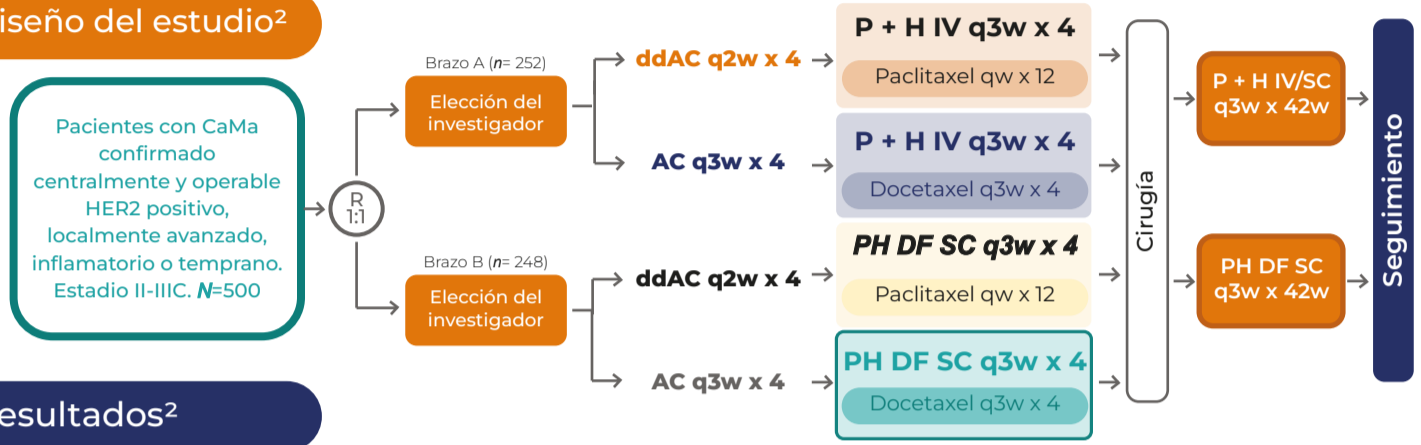 iseño del estudio²
Pacientes con CaMa
confirmado
centralmente y operable
HER2 positivo,
localmente avanzado,
inflamatorio o temprano.
Estadio II-IIIC. N=500
R
1:1
Brazo A (n= 252)
Elección del
investigador
ddAC q2w x 4
P + H IV q3w x 4
Paclitaxel qw x 12
AC q3w x 4
P + H IV q3w x 4
Docetaxel q3w x 4
Brazo B (n= 248)
Elección del
investigador
ddAC q2w x 4
PH DF SC q3w x 4
Paclitaxel qw x 12
AC q3w x 4
PH DF SC q3w x 4
Docetaxel q3w x 4
Cirugía
P + H IV/SC
q3w x 42w
PH DF SC
q3w x 42w
Seguimiento
esultados²